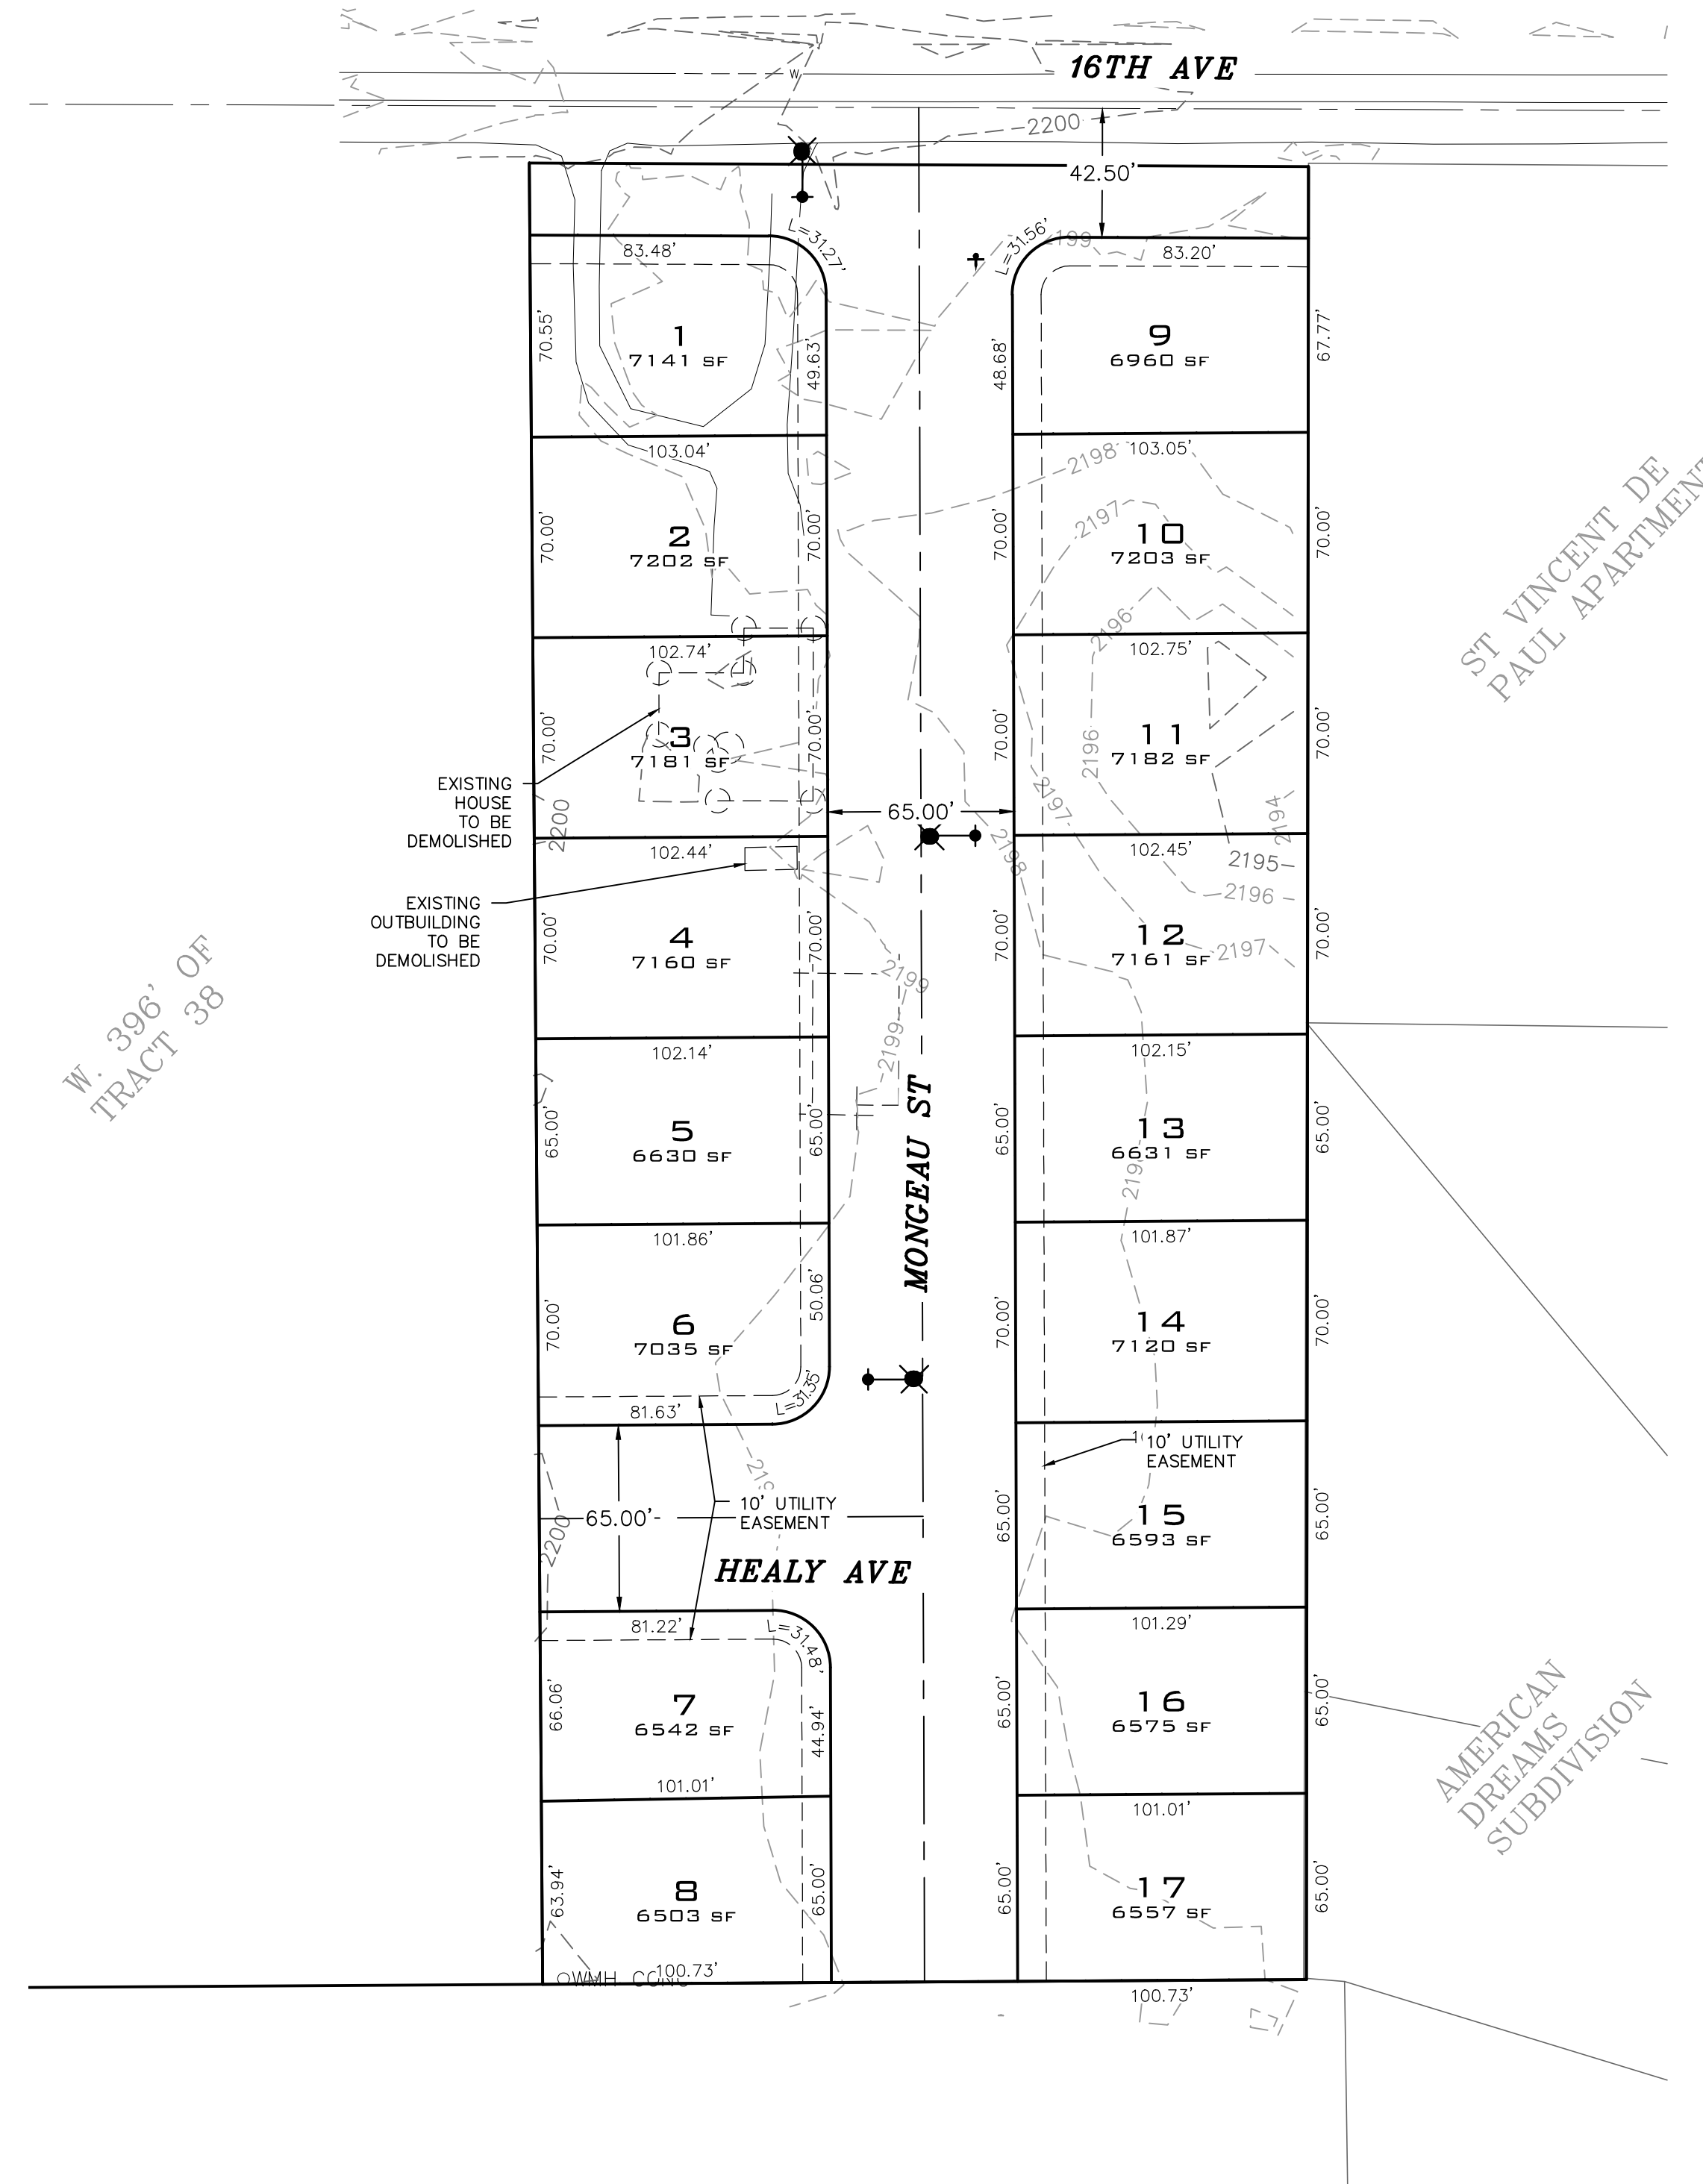 16TH AVE
W
2200
42.50'
L=31.27'
L=31.56'
2199
83.48'
83.20'
70.55'
1
7141 SF
49.63'
48.68'
9
6960 SF
67.77'
103.04'
2198
103.05'
70.00'
2
7202 SF
70.00'
70.00'
2197
10
7203 SF
70.00'
ST VINCENT DE
PAUL
102.74'
2196
102.75'
70.00'
3
7181 SF
70.00'
70.00'
2196
11
7182 SF
70.00'
EXISTING
HOUSE
TO BE
DEMOLISHED
2200
65.00'
2197
2194
102.44'
2198
102.45'
2195
2196
EXISTING
OUTBUILDING
TO BE
DEMOLISHED
70.00'
4
7160 SF
70.00'
2199
70.00'
12
7161 SF
2197
70.00'
W. 396' OF
TRACT 38
2199
102.14'
102.15'
65.00'
5
6630 SF
65.00'
MONGEAU ST
65.00'
13
6631 SF
65.00'
101.86'
101.87'
70.00'
6
7035 SF
50.06'
70.00'
14
7120 SF
70.00'
81.63'
L=31.35'
10' UTILITY
EASEMENT
65.00'
10' UTILITY
EASEMENT
2200
65.00'
15
6593 SF
65.00'
HEALY AVE
81.22'
L=31.48'
101.29'
66.06'
7
6542 SF
44.94'
65.00'
16
6575 SF
65.00'
AMERICAN
DREAMS
SUBDIVISION
101.01'
101.01'
63.94'
8
6503 SF
65.00'
65.00'
17
6557 SF
65.00'
100.73'
100.73'